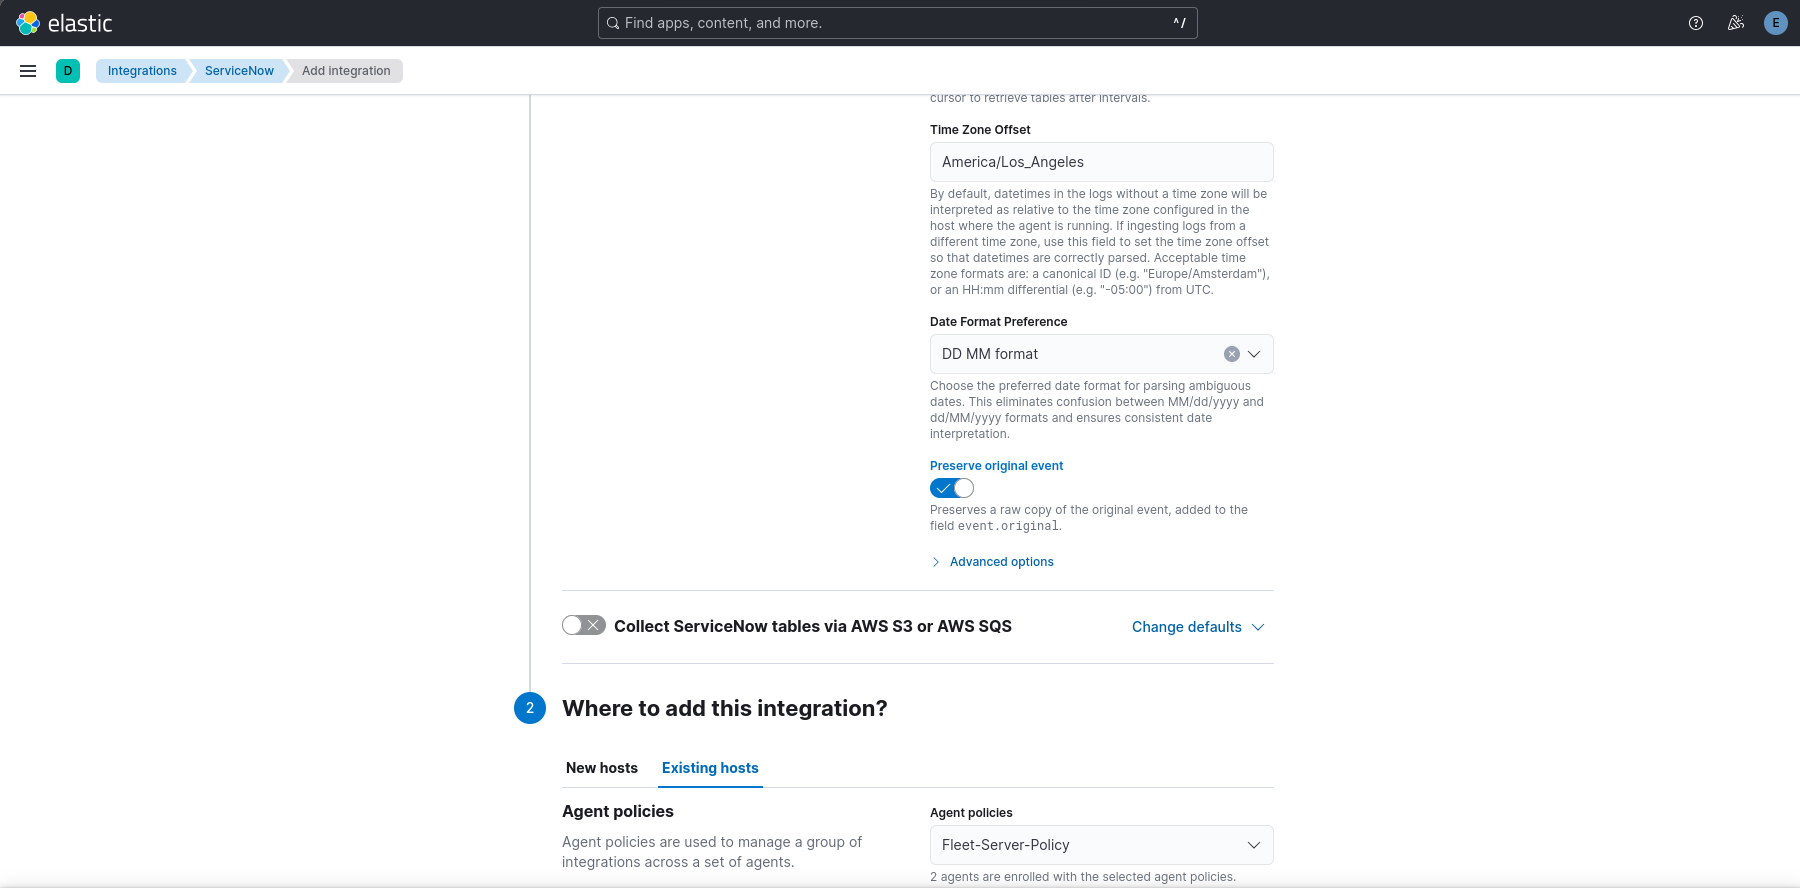 elastic
Find apps, content, and more.
^/
E
D
Integrations
ServiceNow
Add integration
cursor to retrieve tables after intervals.
Time Zone Offset
America/Los_Angeles
By default, datetimes in the logs without a time zone will be
interpreted as relative to the time zone configured in the
host where the agent is running. If ingesting logs from a
different time zone, use this field to set the time zone offset
so that datetimes are correctly parsed. Acceptable time
zone formats are: a canonical ID (e.g. "Europe/Amsterdam"),
or an HH:mm differential (e.g. "-05:00") from UTC.
Date Format Preference
DD MM format
Choose the preferred date format for parsing ambiguous
dates. This eliminates confusion between MM/dd/yyyy and
dd/MM/yyyy formats and ensures consistent date
interpretation.
Preserve original event
Preserves a raw copy of the original event, added to the
field event.original.
Advanced options
Collect ServiceNow tables via AWS S3 or AWS SQS
Change defaults
2
Where to add this integration?
New hosts
Existing hosts
Agent policies
Agent policies are used to manage a group of
integrations across a set of agents.
Agent policies
Fleet-Server-Policy
2 agents are enrolled with the selected agent policies.